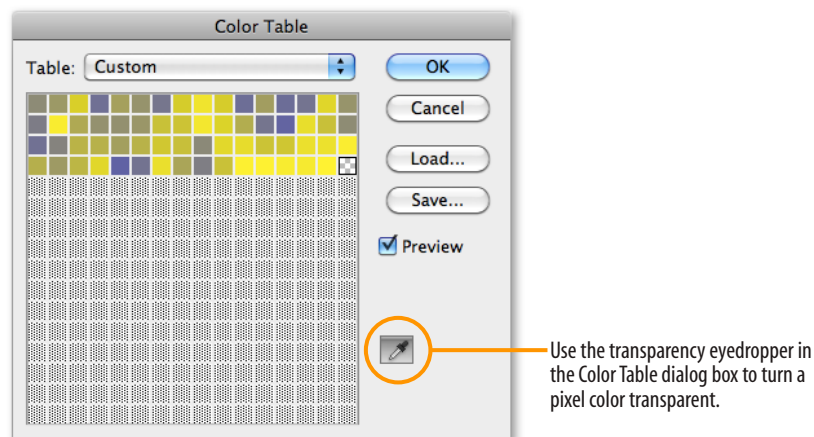 Color Table
Table: Custom
OK
Cancel
Load...
Save...
Preview
Use the transparency eyedropper in
the Color Table dialog box to turn a
pixel color transparent.